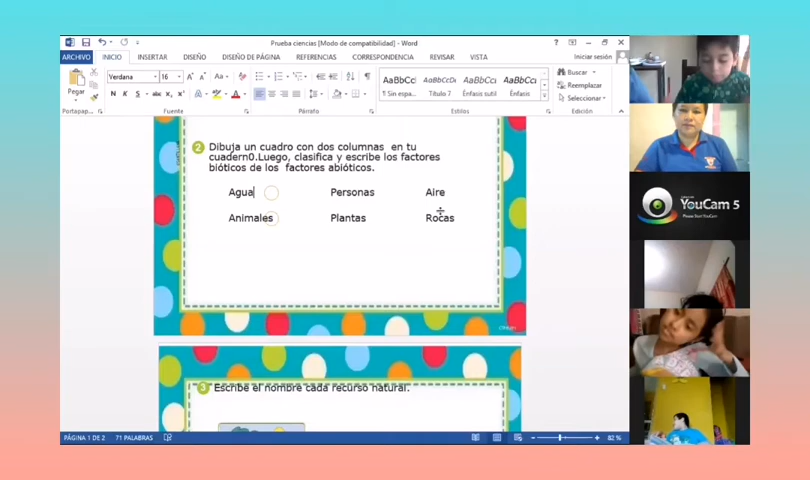 Prueba ciencias [Modo de compatibilidad] - Word
ARCHIVO INICIO INSERTAR DISEÑO DISEÑO DE PÁGINA REFERENCIAS CORRESPONDENCIA REVISAR VISTA Iniciar sesión
Verdana 16
Pegar
Portapap...
Fuente
Párrafo
AaBbCcI AaBbCcDc AaBbCcI AaBbCcI
¶ Sin espa... Título 7 Énfasis sutil Énfasis
Estilos
Buscar
Reemplazar
Seleccionar
Edición
2 Dibuja un cuadro con dos columnas en tu
cuadern0.Luego, clasifica y escribe los factores
bióticos de los factores abióticos.
Agua Personas Aire
Animales Plantas Rocas
3 Escribe el nombre cada recurso natural.
PÁGINA 1 DE 2 71 PALABRAS 82 %
YouCam 5